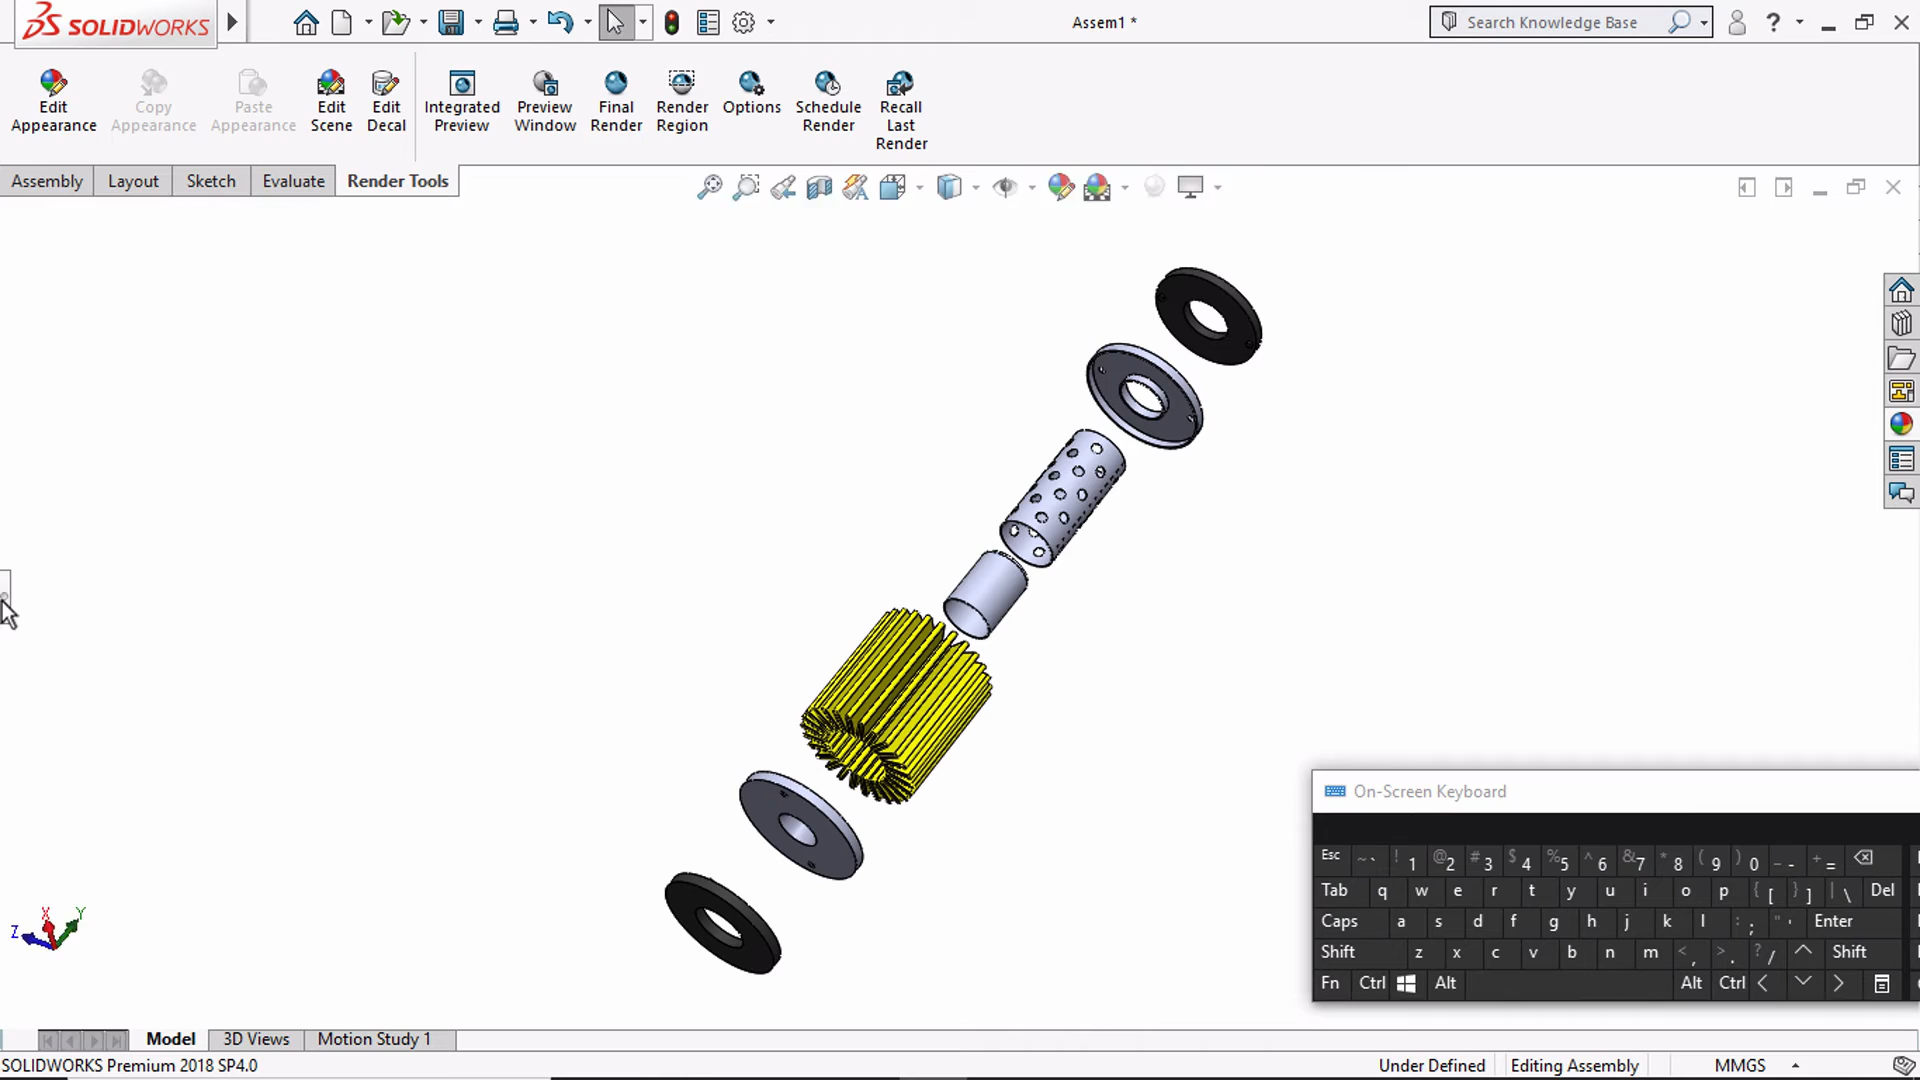 SOLIDWORKS
Assem1 *
Search Knowledge Base
?
Edit Appearance
Copy Appearance
Paste Appearance
Edit Scene
Edit Decal
Integrated Preview
Preview Window
Final Render
Render Region
Options
Schedule Render
Recall Last Render
Assembly
Layout
Sketch
Evaluate
Render Tools
On-Screen Keyboard
Esc ~ ` ! 1 @ 2 # 3 $ 4 % 5 ^ 6 & 7 * 8 ( 9 ) 0 _ - + =
Tab q w e r t y u i o p { [ } ] | \ Del
Caps a s d f g h j k l : ; " ' Enter
Shift z x c v b n m < , > . ? / Shift
Fn Ctrl Alt Alt Ctrl
X
Y
Z
Model
3D Views
Motion Study 1
SOLIDWORKS Premium 2018 SP4.0
Under Defined
Editing Assembly
MMGS